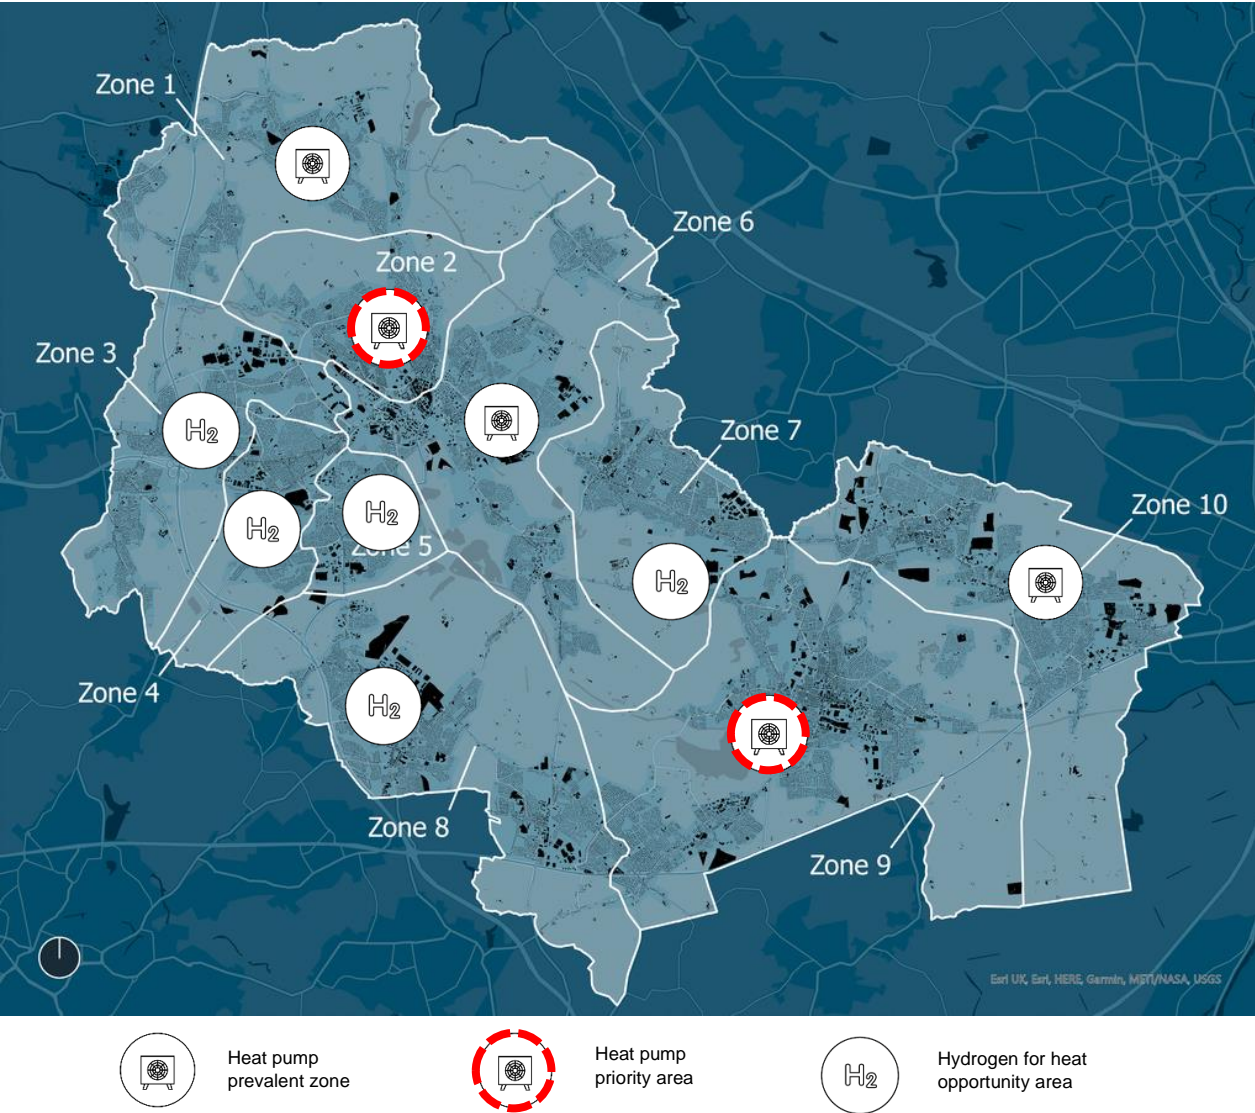 Zone 1
Zone 6
Zone 2
Zone 3
H₂
Zone 7
Zone 10
H₂
H₂
Zone 5
H₂
Zone 4
H₂
Zone 8
Zone 9
Esri UK, Esri, HERE, Garmin, METI/NASA, USGS
Heat pump
prevalent zone
Heat pump
priority area
H₂
Hydrogen for heat
opportunity area